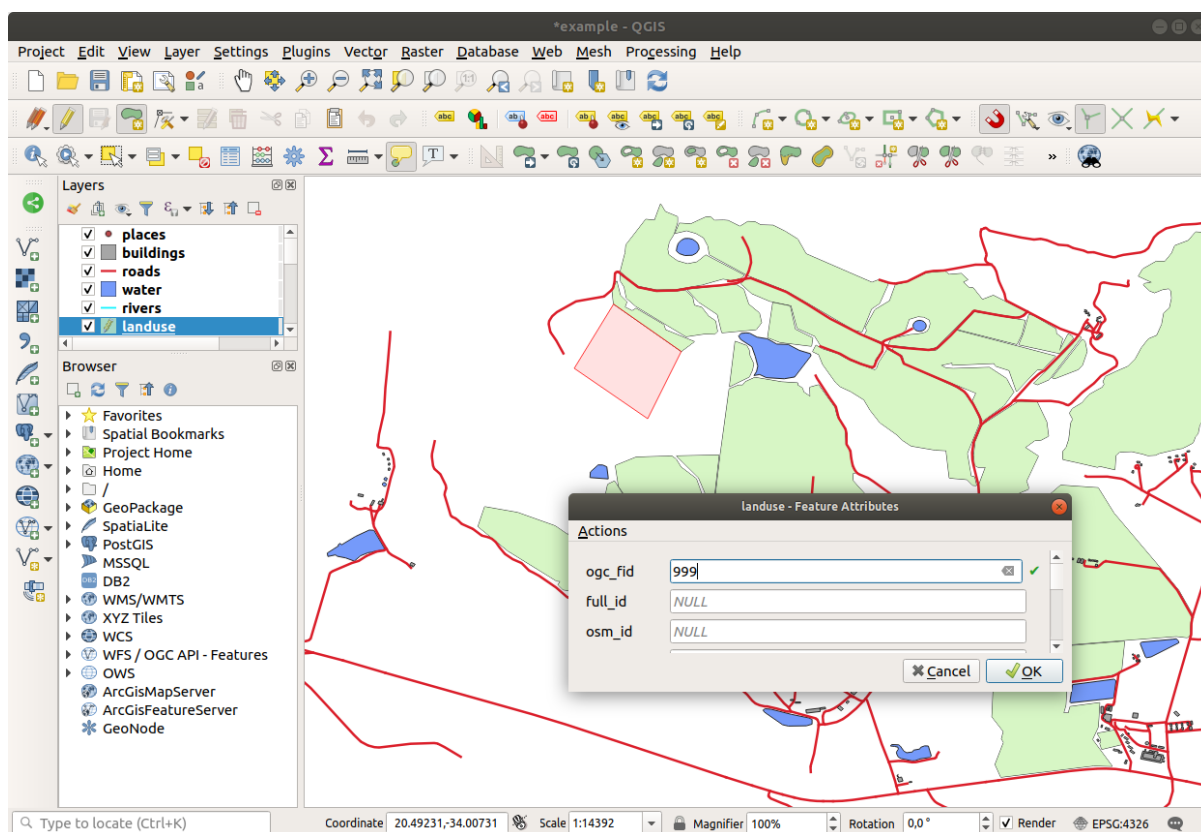 *example - QGIS
Project Edit View Layer Settings Plugins Vector Raster Database Web Mesh Processing Help
Layers
places
buildings
roads
water
rivers
landuse
Browser
Favorites
Spatial Bookmarks
Project Home
Home
/
GeoPackage
SpatiaLite
PostGIS
MSSQL
DB2
WMS/WMTS
XYZ Tiles
WCS
WFS / OGC API - Features
OWS
ArcGisMapServer
ArcGisFeatureServer
GeoNode
landuse - Feature Attributes
Actions
ogc_fid 999
full_id NULL
osm_id NULL
Cancel OK
Type to locate (Ctrl+K) Coordinate 20.49231,-34.00731 Scale 1:14392 Magnifier 100% Rotation 0,0 ° Render EPSG:4326